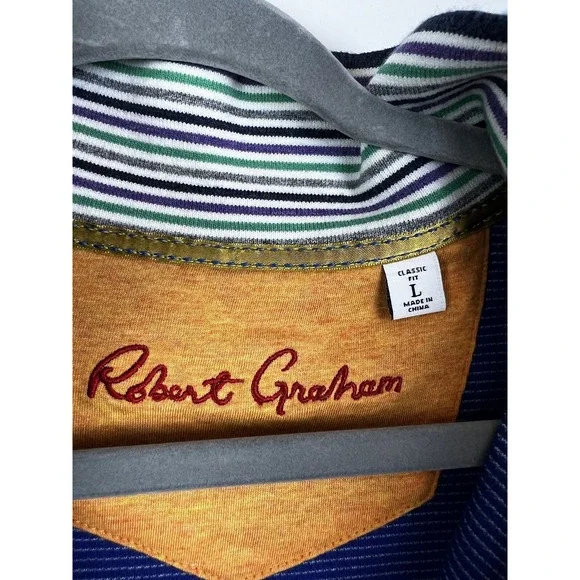 CLASSIC
FIT
L
MADE IN
CHINA
Robert Graham